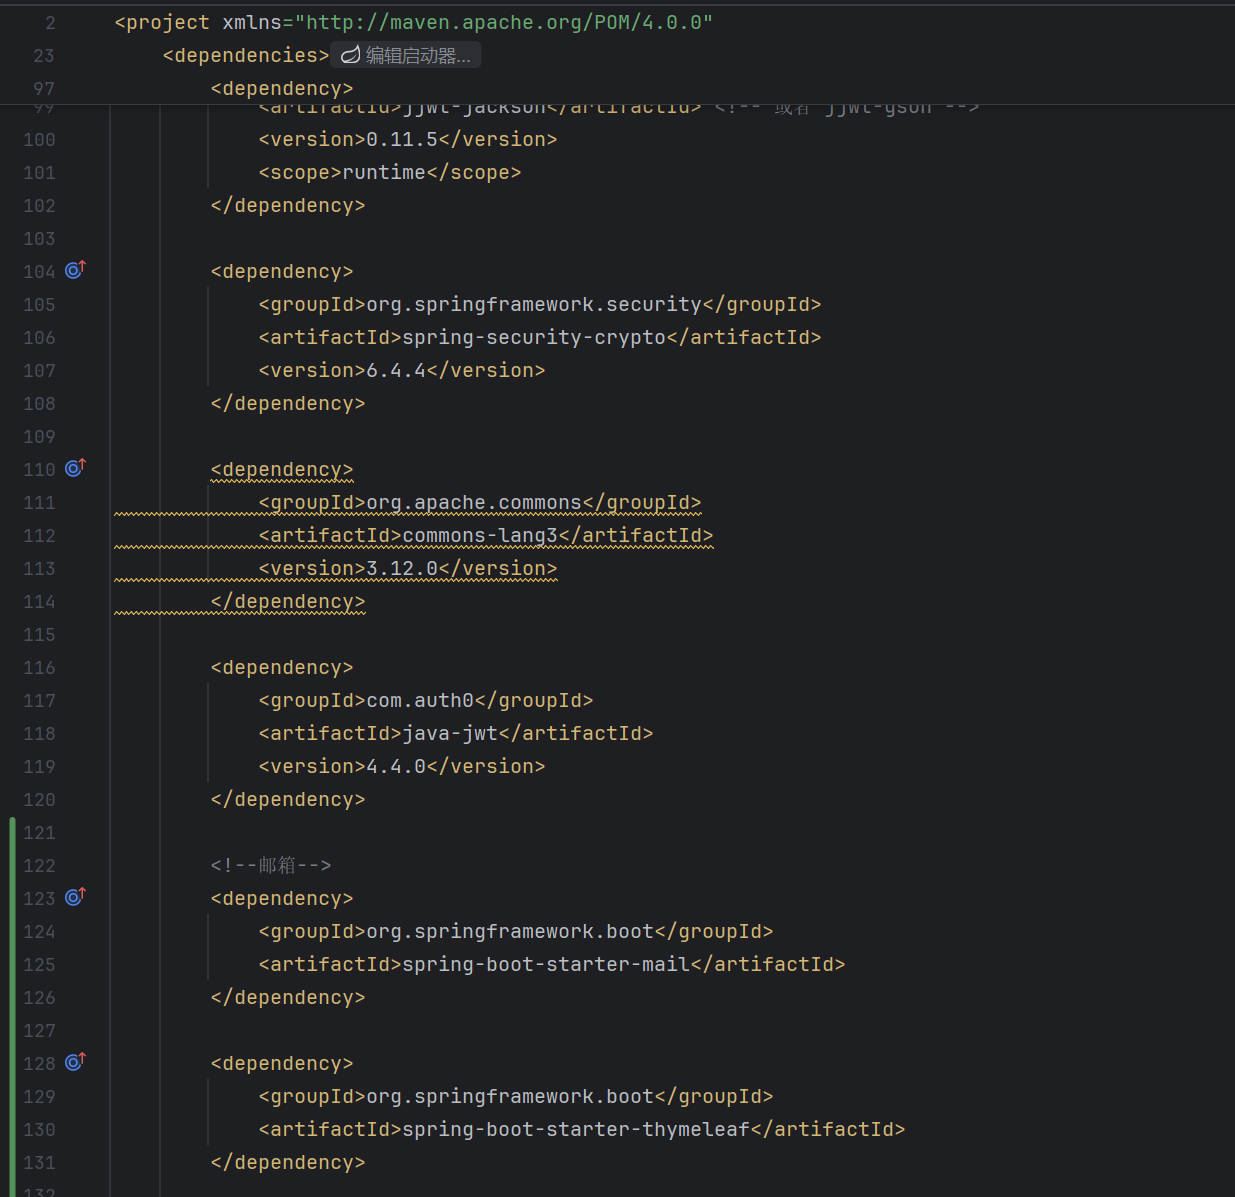 2 <project xmlns="http://maven.apache.org/POM/4.0.0"
23 <dependencies> 编辑启动器...
97 <dependency>
99 <artifactId>jjwt-jackson</artifactId> <!-- 或者 jjwt-gson -->
100 <version>0.11.5</version>
101 <scope>runtime</scope>
102 </dependency>
103
104 <dependency>
105 <groupId>org.springframework.security</groupId>
106 <artifactId>spring-security-crypto</artifactId>
107 <version>6.4.4</version>
108 </dependency>
109
110 <dependency>
111 <groupId>org.apache.commons</groupId>
112 <artifactId>commons-lang3</artifactId>
113 <version>3.12.0</version>
114 </dependency>
115
116 <dependency>
117 <groupId>com.auth0</groupId>
118 <artifactId>java-jwt</artifactId>
119 <version>4.4.0</version>
120 </dependency>
121
122 <!--邮箱-->
123 <dependency>
124 <groupId>org.springframework.boot</groupId>
125 <artifactId>spring-boot-starter-mail</artifactId>
126 </dependency>
127
128 <dependency>
129 <groupId>org.springframework.boot</groupId>
130 <artifactId>spring-boot-starter-thymeleaf</artifactId>
131 </dependency>
132